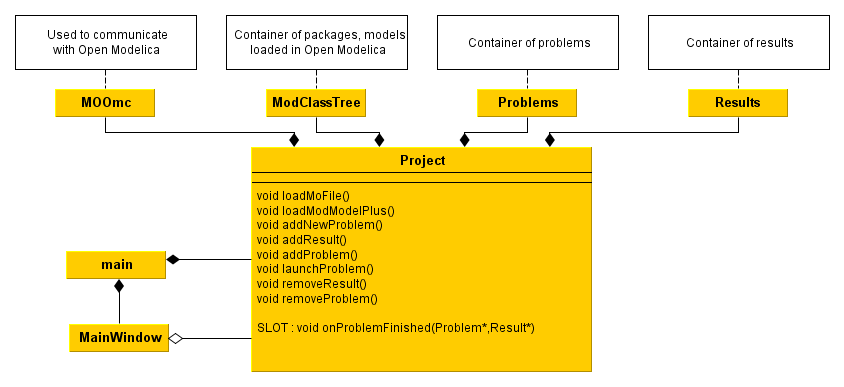 Used to communicate
with Open Modelica
Container of packages, models
loaded in Open Modelica
Container of problems
Container of results
MOOmc
ModClassTree
Problems
Results
Project
void loadMoFile()
void loadModModelPlus()
void addNewProblem()
void addResult()
void addProblem()
void launchProblem()
void removeResult()
void removeProblem()
SLOT : void onProblemFinished(Problem*,Result*)
main
MainWindow